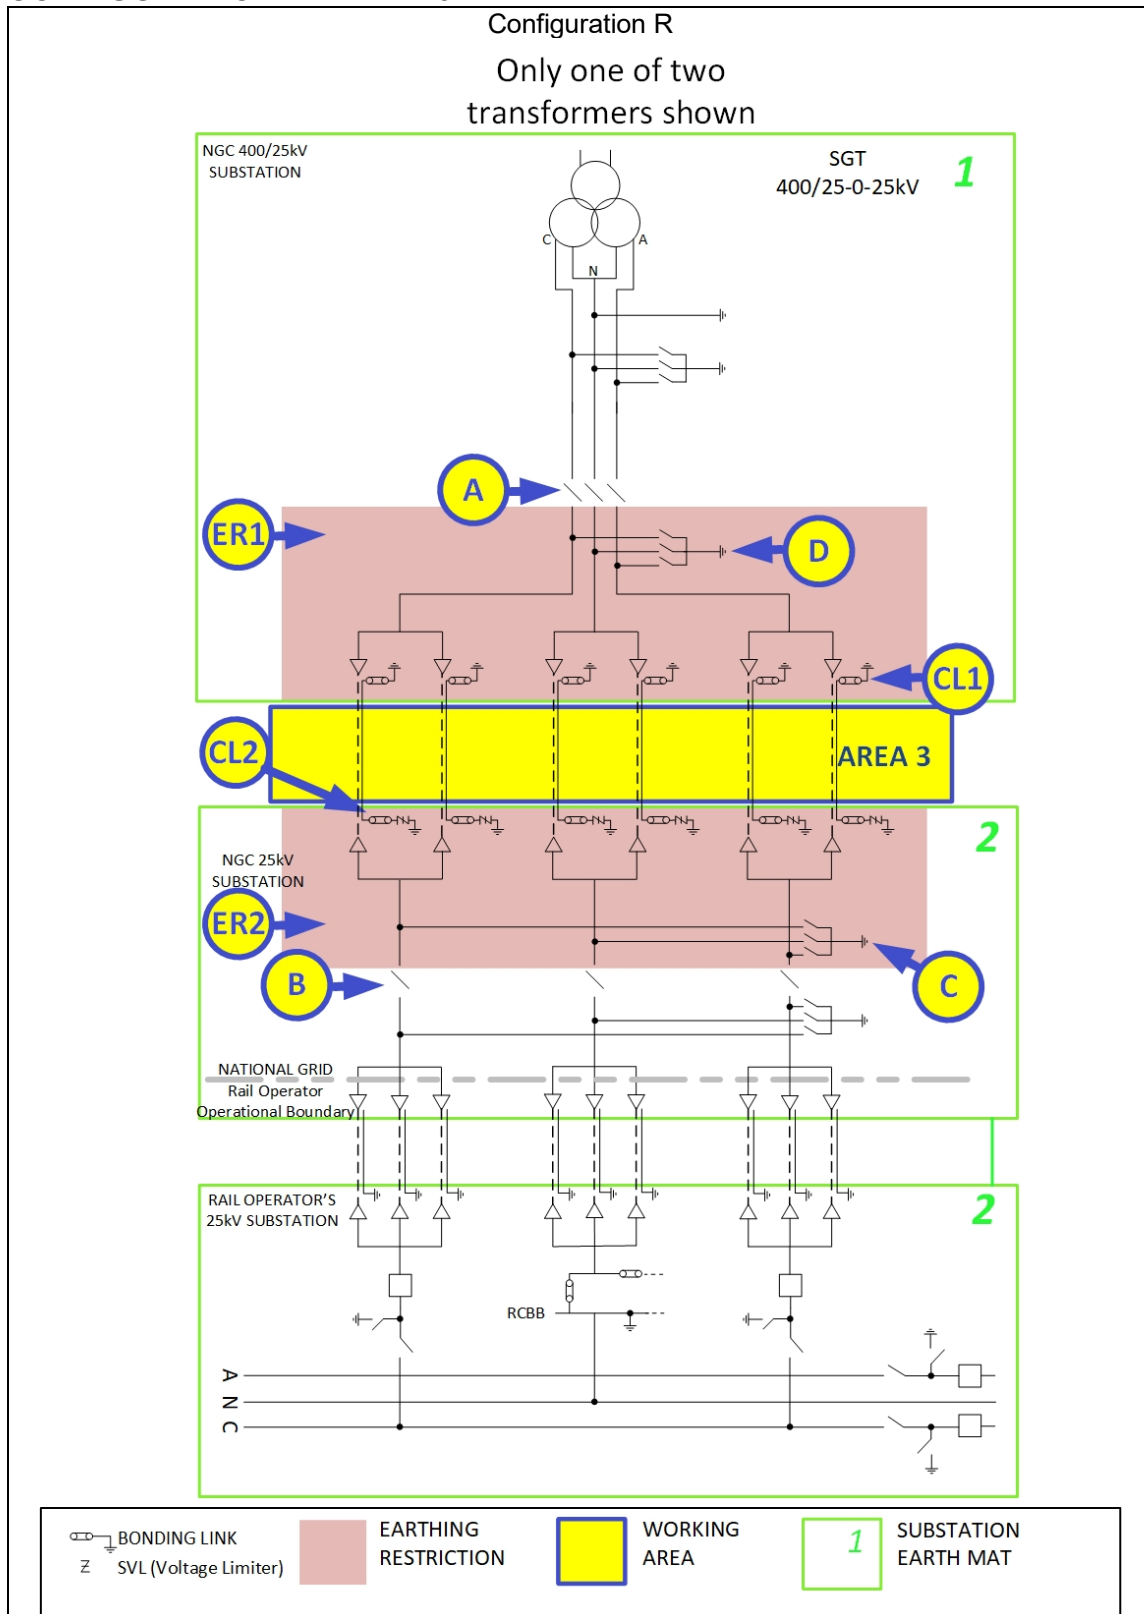 Configuration R
Only one of two
transformers shown
NGC 400/25kV
SUBSTATION
SGT
400/25-0-25kV
1
C
A
N
A
ER1
D
CL1
CL2
AREA 3
2
NGC 25kV
SUBSTATION
ER2
B
C
NATIONAL GRID
Rail Operator
Operational Boundary
RAIL OPERATOR'S
25kV SUBSTATION
2
RCBB
A
N
C
BONDING LINK
SVL (Voltage Limiter)
EARTHING
RESTRICTION
WORKING
AREA
1
SUBSTATION
EARTH MAT